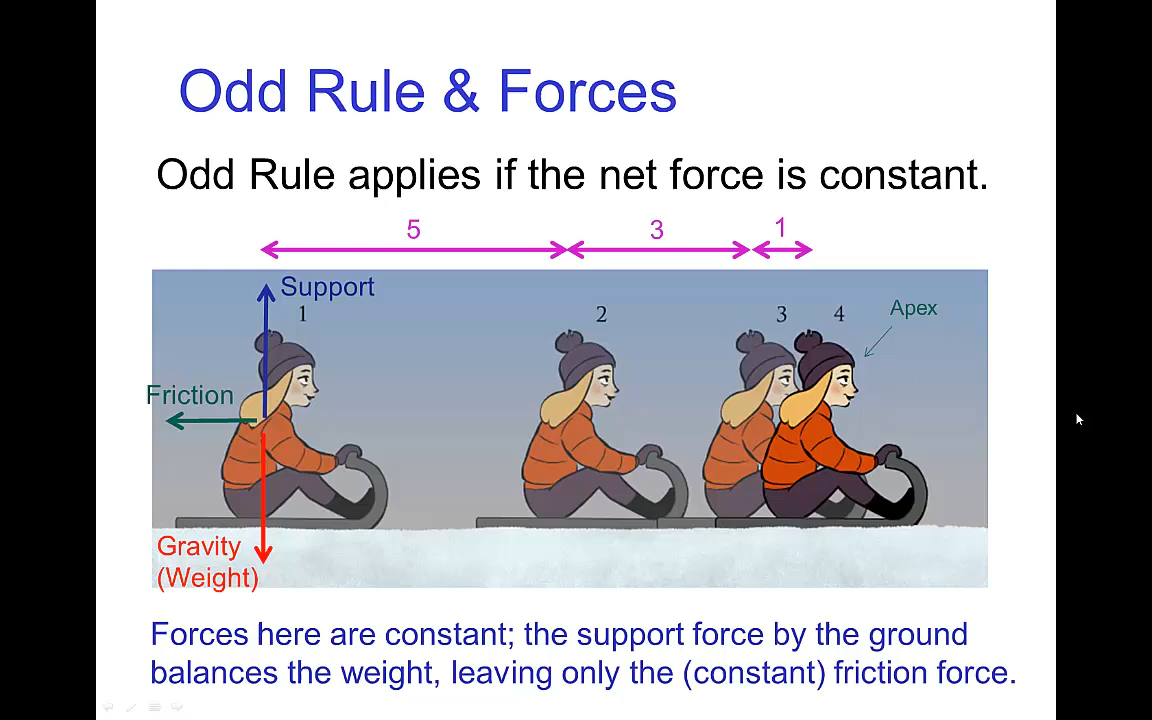 Odd Rule & Forces
Odd Rule applies if the net force is constant.
5 3 1
Support
1 2 3 4
Apex
Friction
Gravity
(Weight)
Forces here are constant; the support force by the ground
balances the weight, leaving only the (constant) friction force.